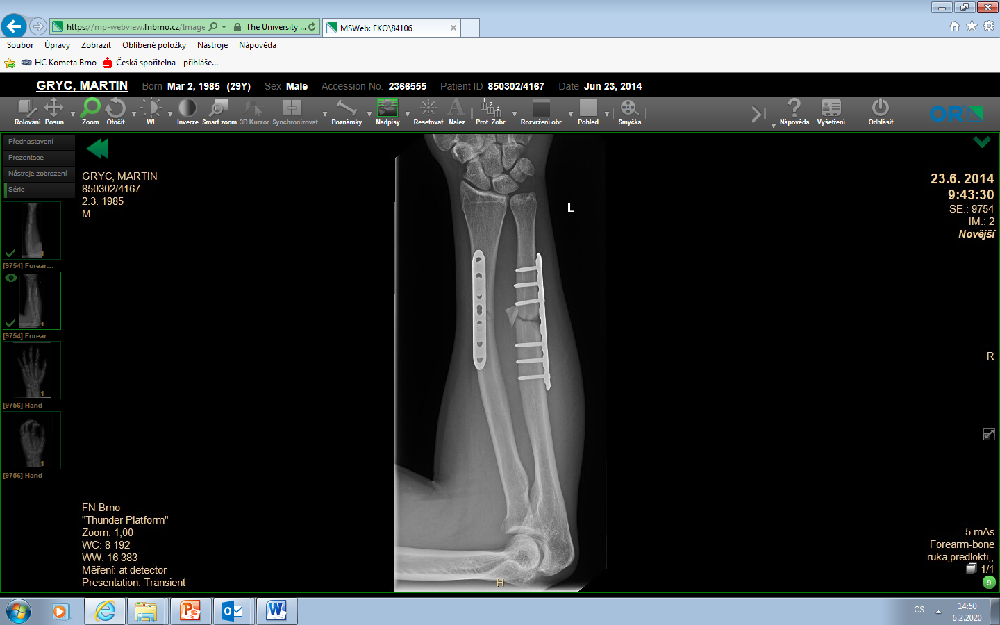 https://mp-webview.fnbrno.cz/Image
The University ...
MSWeb: EKO\84106
Soubor Úpravy Zobrazit Oblíbené položky Nástroje Nápověda
HC Kometa Brno Česká spořitelna - přihláše...
GRYC, MARTIN Born Mar 2, 1985 (29Y) Sex Male Accession No. 2366555 Patient ID 850302/4167 Date Jun 23, 2014
Rolování Posun Zoom Otočit WL Inverze Smart zoom 3D Kurzor Synchronizovat Poznámky Nadpisy Resetovat Nalez Prot. Zobr. Rozvržení obr. Pohled Smyčka Nápověda Vyšetření Odhlásit
Přednastavení
Prezentace
Nástroje zobrazení
Série
1
[9754] Forear...
1
[9754] Forear...
1
[9756] Hand
1
[9756] Hand
GRYC, MARTIN
850302/4167
2.3. 1985
M
L
23.6. 2014
9:43:30
SE.: 9754
IM.: 2
Novější
R
FN Brno
"Thunder Platform"
Zoom: 1,00
WC: 8 192
WW: 16 383
Měření: at detector
Presentation: Transient
H
5 mAs
Forearm-bone
ruka,predlokti,,
1/1
9
CS
14:50
6.2.2020